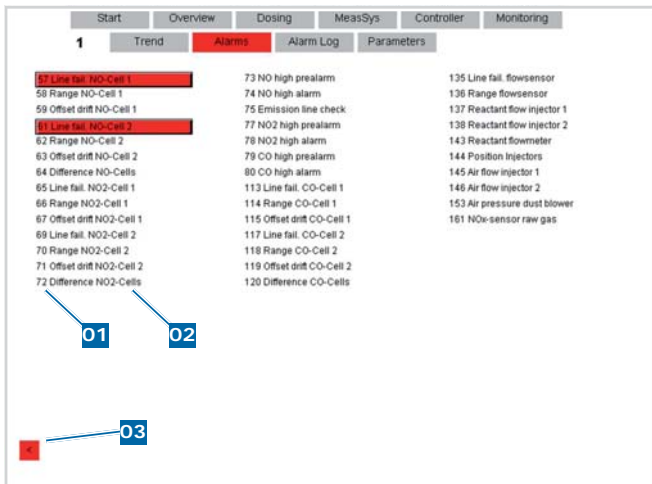 Start Overview Dosing MeasSys Controller Monitoring
1 Trend Alarms Alarm Log Parameters
57 Line fail. NO-Cell 1
58 Range NO-Cell 1
59 Offset drift NO-Cell 1
61 Line fail. NO-Cell 2
62 Range NO-Cell 2
63 Offset drift NO-Cell 2
64 Difference NO-Cells
65 Line fail. NO2-Cell 1
66 Range NO2-Cell 1
67 Offset drift NO2-Cell 1
69 Line fail. NO2-Cell 2
70 Range NO2-Cell 2
71 Offset drift NO2-Cell 2
72 Difference NO2-Cells
73 NO high prealarm
74 NO high alarm
75 Emission line check
77 NO2 high prealarm
78 NO2 high alarm
79 CO high prealarm
80 CO high alarm
113 Line fail. CO-Cell 1
114 Range CO-Cell 1
115 Offset drift CO-Cell 1
117 Line fail. CO-Cell 2
118 Range CO-Cell 2
119 Offset drift CO-Cell 2
120 Difference CO-Cells
135 Line fail. flowsensor
136 Range flowsensor
137 Reactant flow injector 1
138 Reactant flow injector 2
143 Reactant flowmeter
144 Position Injectors
145 Air flow injector 1
146 Air flow injector 2
153 Air pressure dust blower
161 NOx-sensor raw gas
01 02
03
<